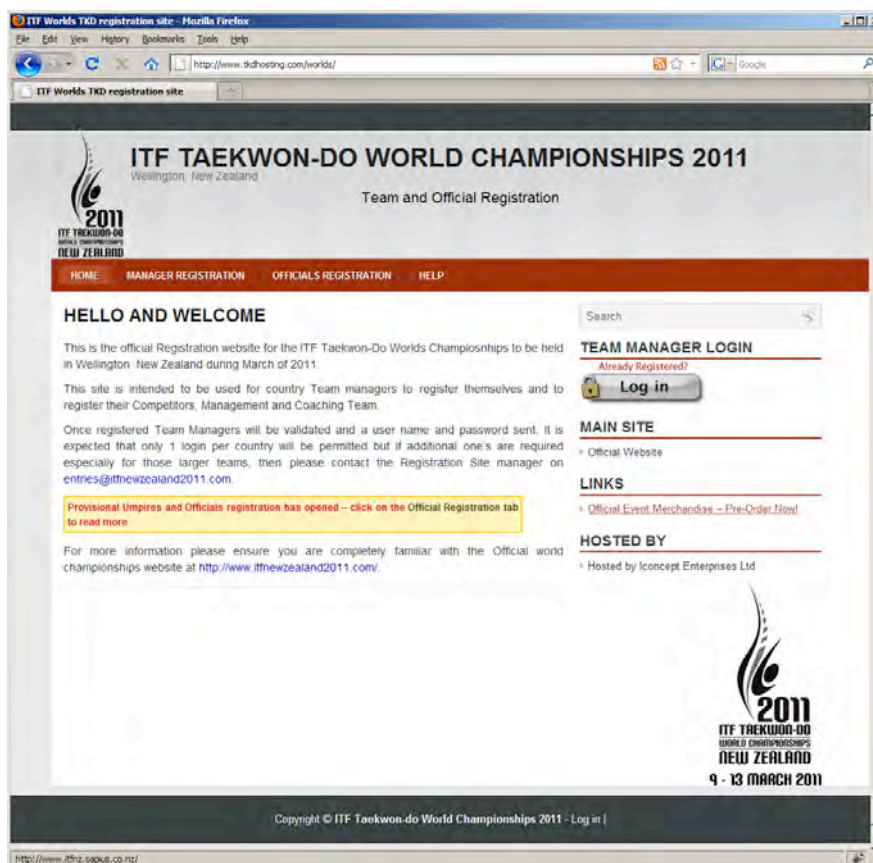 ITF Worlds TKD registration site - Mozilla Firefox
File Edit View History Bookmarks Tools Help
http://www.tkdhosting.com/worlds/
Google
ITF Worlds TKD registration site
ITF TAEKWON-DO WORLD CHAMPIONSHIPS 2011
Wellington, New Zealand
Team and Official Registration
2011
ITF TAEKWON-DO
WORLD CHAMPIONSHIPS
NEW ZEALAND
HOME MANAGER REGISTRATION OFFICIALS REGISTRATION HELP
HELLO AND WELCOME
This is the official Registration website for the ITF Taekwon-Do Worlds Champiosnhips to be held
in Wellington New Zealand during March of 2011.
This site is intended to be used for country Team managers to register themselves and to
register their Competitors, Management and Coaching Team.
Once registered Team Managers will be validated and a user name and password sent. It is
expected that only 1 login per country will be permitted but if additional one's are required
especially for those larger teams, then please contact the Registration Site manager on
entries@itfnewzealand2011.com.
Provisional Umpires and Officials registration has opened – click on the Official Registration tab
to read more
For more information please ensure you are completely familiar with the Official world
championships website at http://www.itfnewzealand2011.com/.
Search
TEAM MANAGER LOGIN
Already Registered?
Log in
MAIN SITE
Official Website
LINKS
Official Event Merchandise – Pre-Order Now!
HOSTED BY
Hosted by Iconcept Enterprises Ltd
2011
ITF TAEKWON-DO
WORLD CHAMPIONSHIPS
NEW ZEALAND
9 - 13 MARCH 2011
Copyright © ITF Taekwon-do World Championships 2011 - Log in |
http://www.itfnz.sapius.co.nz/